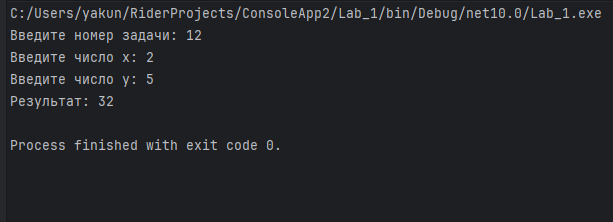 C:/Users/yakun/RiderProjects/ConsoleApp2/Lab_1/bin/Debug/net10.0/Lab_1.exe
Введите номер задачи: 12
Введите число x: 2
Введите число y: 5
Результат: 32
Process finished with exit code 0.